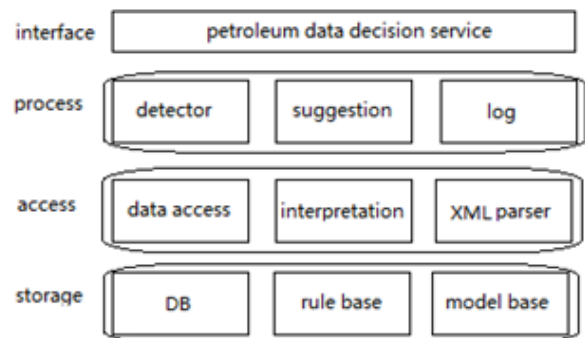 interface petroleum data decision service
process detector suggestion log
access data access interpretation XML parser
storage DB rule base model base